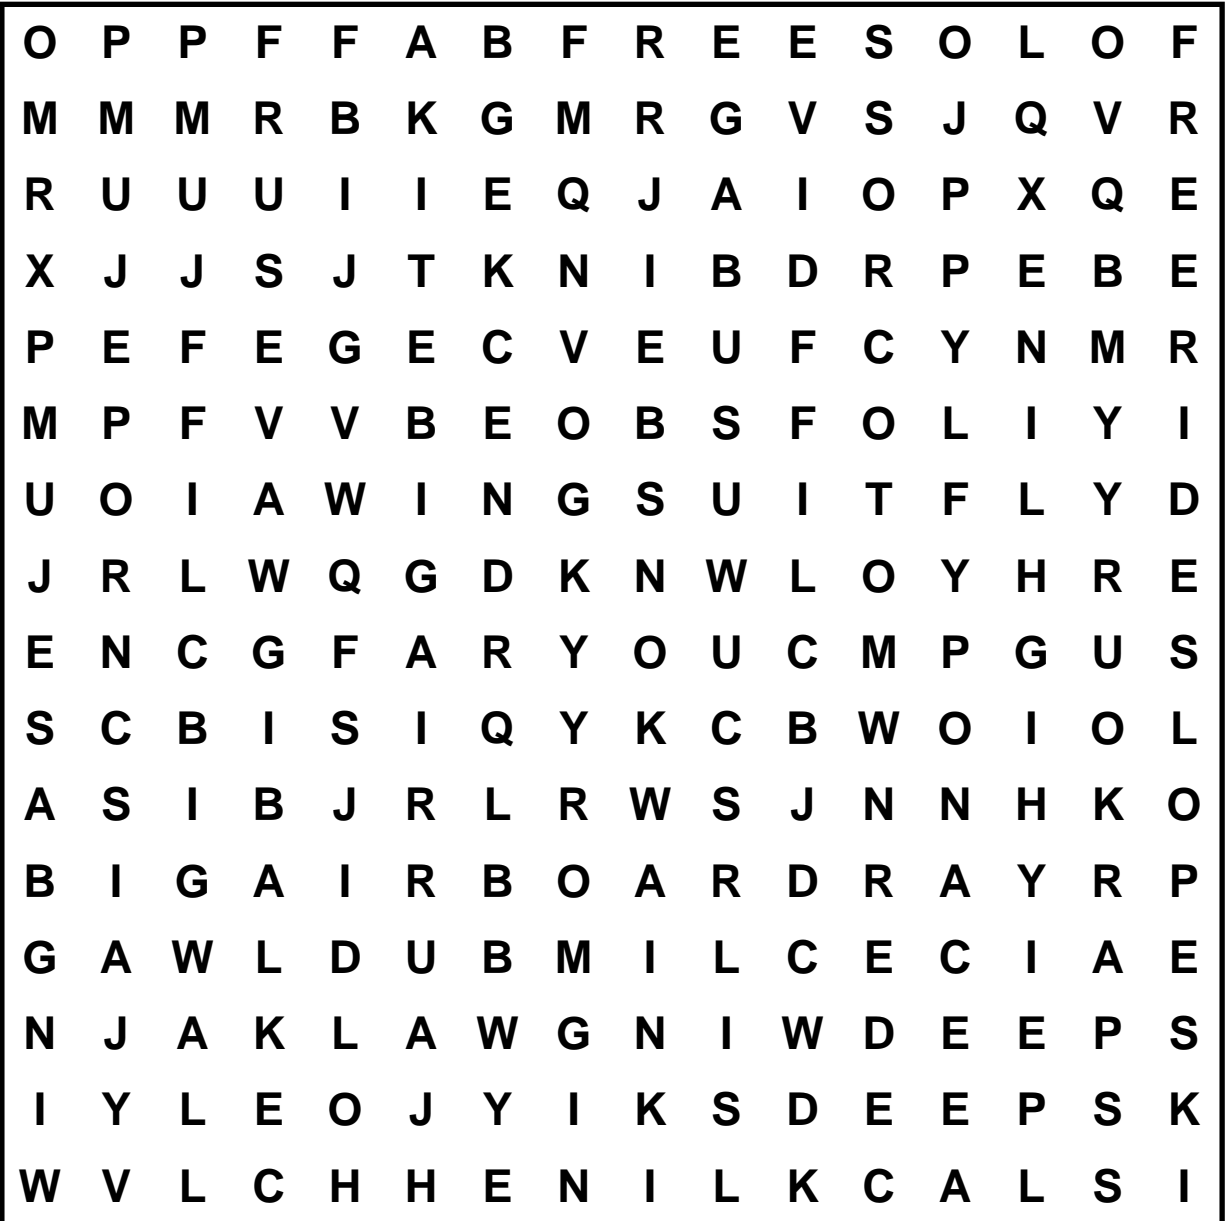 O P P F F A B F R E E S O L O F
M M M R B K G M R G V S J Q V R
R U U U I I E Q J A I O P X Q E
X J J S J T K N I B D R P E B E
P E F E G E C V E U F C Y N M R
M P F V V B E O B S F O L I Y I
U O I A W I N G S U I T F L Y D
J R L W Q G D K N W L O Y H R E
E N C G F A R Y O U C M P G U S
S C B I S I Q Y K C B W O I O L
A S I B J R L R W S J N N H K O
B I G A I R B O A R D R A Y R P
G A W L D U B M I L C E C I A E
N J A K L A W G N I W D E E P S
I Y L E O J Y I K S D E E P S K
W V L C H H E N I L K C A L S I